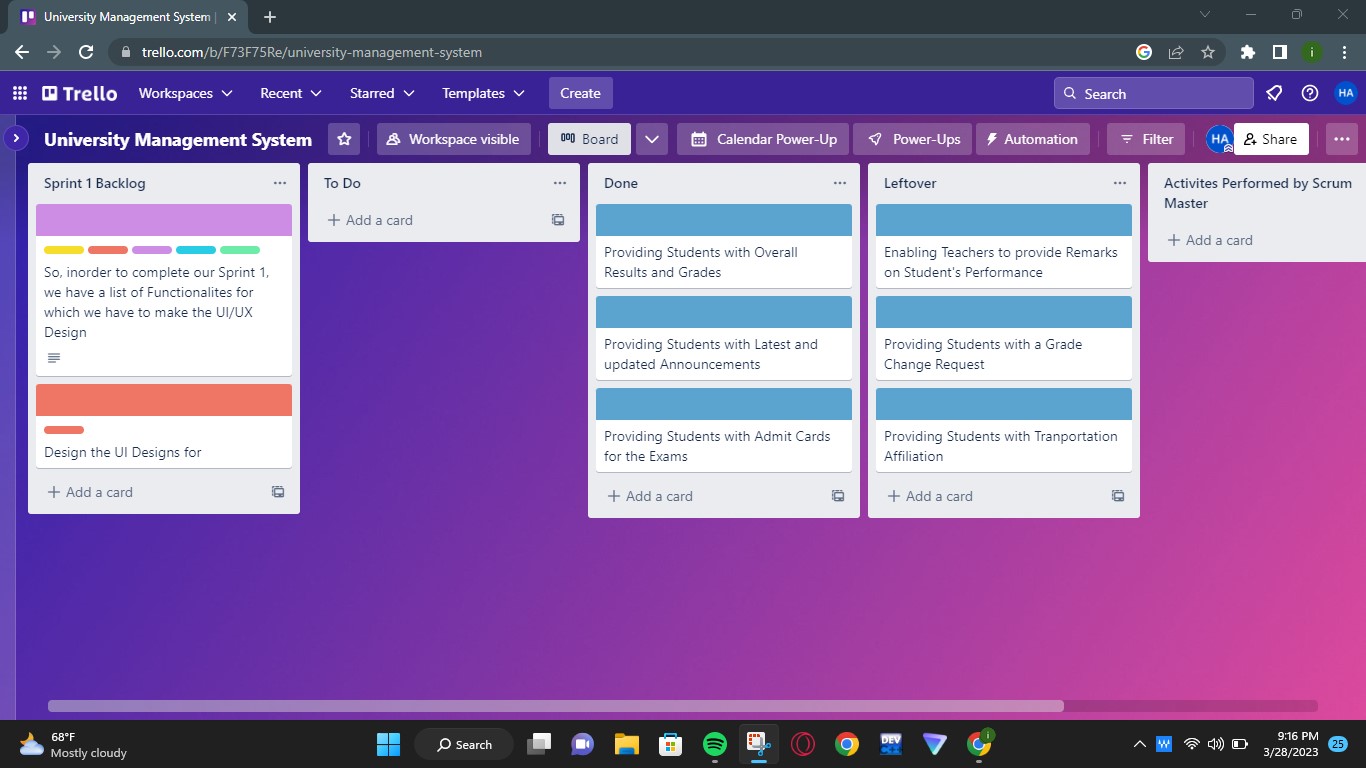 University Management System |
trello.com/b/F73F75Re/university-management-system
i
Trello
Workspaces
Recent
Starred
Templates
Create
Search
HA
University Management System
Workspace visible
Board
Calendar Power-Up
Power-Ups
Automation
Filter
HA
Share
Sprint 1 Backlog
So, inorder to complete our Sprint 1,
we have a list of Functionalites for
which we have to make the UI/UX
Design
Design the UI Designs for
Add a card
To Do
Add a card
Done
Providing Students with Overall
Results and Grades
Providing Students with Latest and
updated Announcements
Providing Students with Admit Cards
for the Exams
Add a card
Leftover
Enabling Teachers to provide Remarks
on Student's Performance
Providing Students with a Grade
Change Request
Providing Students with Tranportation
Affiliation
Add a card
Activites Performed by Scrum
Master
Add a card
68°F
Mostly cloudy
Search
DEV
i
W
9:16 PM
3/28/2023
25